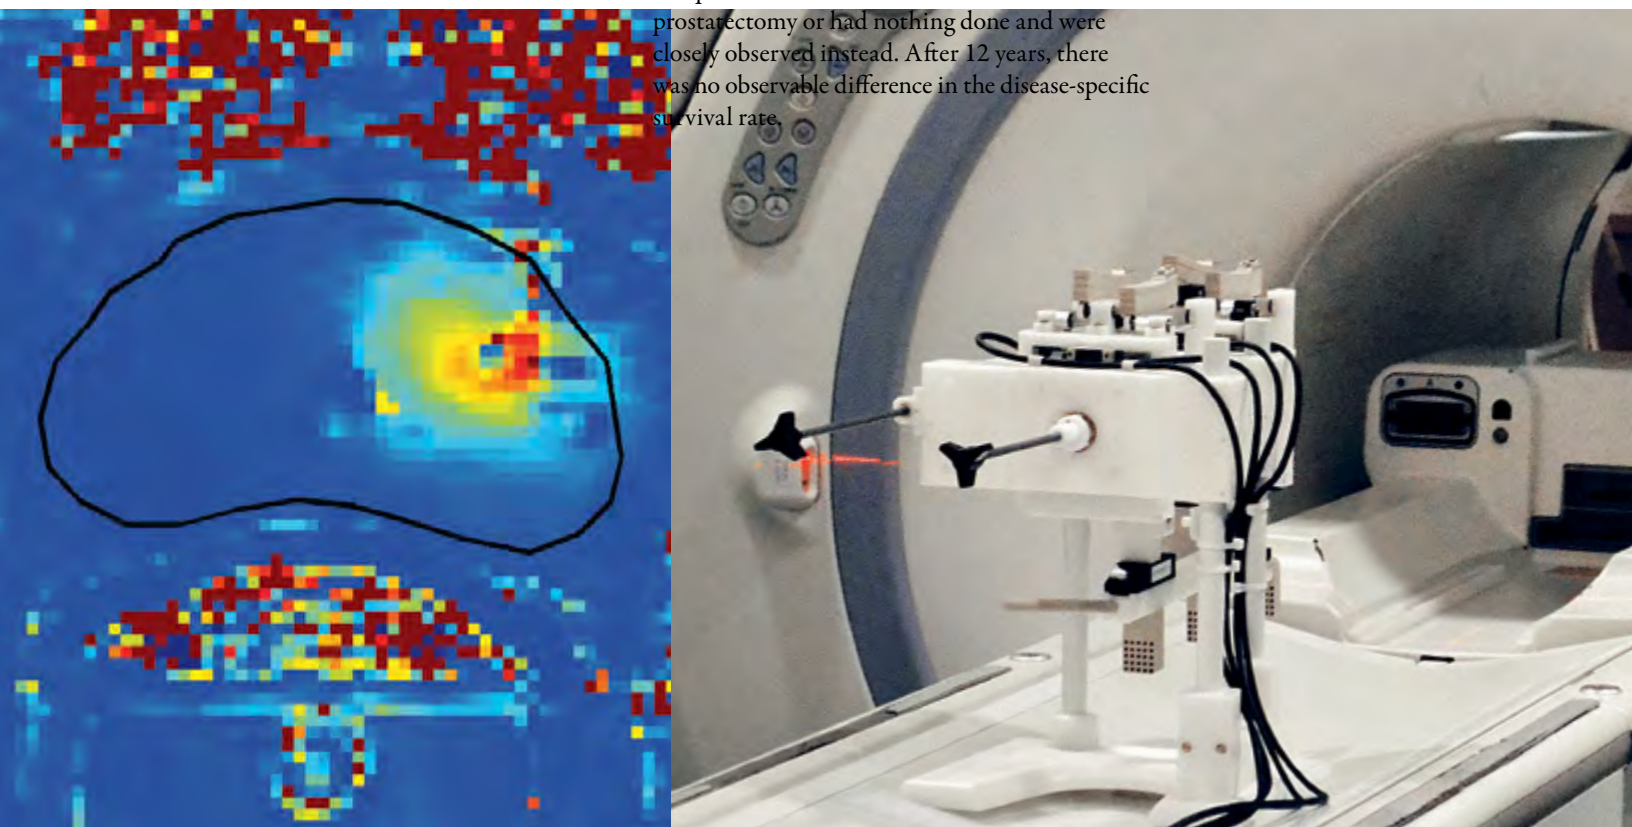 prostatectomy or had nothing done and were
closely observed instead. After 12 years, there
was no observable difference in the disease-specific
survival rate.